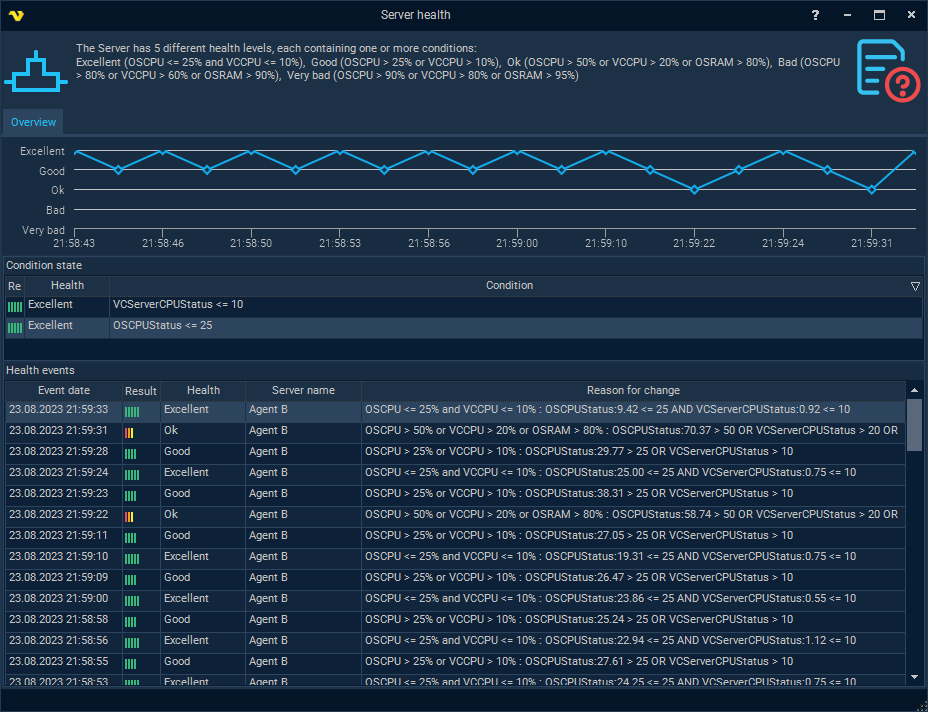 Server health
?
The Server has 5 different health levels, each containing one or more conditions:
Excellent (OSCPU <= 25% and VCCPU <= 10%), Good (OSCPU > 25% or VCCPU > 10%), Ok (OSCPU > 50% or VCCPU > 20% or OSRAM > 80%), Bad (OSCPU
> 80% or VCCPU > 60% or OSRAM > 90%), Very bad (OSCPU > 90% or VCCPU > 80% or OSRAM > 95%)
?
Overview
Excellent
Good
Ok
Bad
Very bad
21:58:43 21:58:46 21:58:50 21:58:53 21:58:56 21:59:00 21:59:10 21:59:22 21:59:24 21:59:31
Condition state
Re Health Condition
Excellent VCServerCPUStatus <= 10
Excellent OSCPUStatus <= 25
Health events
Event date Result Health Server name Reason for change
23.08.2023 21:59:33 Excellent Agent B OSCPU <= 25% and VCCPU <= 10% : OSCPUStatus:9.42 <= 25 AND VCServerCPUStatus:0.92 <= 10
23.08.2023 21:59:31 Ok Agent B OSCPU > 50% or VCCPU > 20% or OSRAM > 80% : OSCPUStatus:70.37 > 50 OR VCServerCPUStatus > 20 OR
23.08.2023 21:59:28 Good Agent B OSCPU > 25% or VCCPU > 10% : OSCPUStatus:29.77 > 25 OR VCServerCPUStatus > 10
23.08.2023 21:59:24 Excellent Agent B OSCPU <= 25% and VCCPU <= 10% : OSCPUStatus:25.00 <= 25 AND VCServerCPUStatus:0.75 <= 10
23.08.2023 21:59:23 Good Agent B OSCPU > 25% or VCCPU > 10% : OSCPUStatus:38.31 > 25 OR VCServerCPUStatus > 10
23.08.2023 21:59:22 Ok Agent B OSCPU > 50% or VCCPU > 20% or OSRAM > 80% : OSCPUStatus:58.74 > 50 OR VCServerCPUStatus > 20 OR
23.08.2023 21:59:11 Good Agent B OSCPU > 25% or VCCPU > 10% : OSCPUStatus:27.05 > 25 OR VCServerCPUStatus > 10
23.08.2023 21:59:10 Excellent Agent B OSCPU <= 25% and VCCPU <= 10% : OSCPUStatus:19.31 <= 25 AND VCServerCPUStatus:0.75 <= 10
23.08.2023 21:59:09 Good Agent B OSCPU > 25% or VCCPU > 10% : OSCPUStatus:26.47 > 25 OR VCServerCPUStatus > 10
23.08.2023 21:59:00 Excellent Agent B OSCPU <= 25% and VCCPU <= 10% : OSCPUStatus:23.86 <= 25 AND VCServerCPUStatus:0.55 <= 10
23.08.2023 21:58:58 Good Agent B OSCPU > 25% or VCCPU > 10% : OSCPUStatus:25.24 > 25 OR VCServerCPUStatus > 10
23.08.2023 21:58:56 Excellent Agent B OSCPU <= 25% and VCCPU <= 10% : OSCPUStatus:22.94 <= 25 AND VCServerCPUStatus:1.12 <= 10
23.08.2023 21:58:55 Good Agent B OSCPU > 25% or VCCPU > 10% : OSCPUStatus:27.61 > 25 OR VCServerCPUStatus > 10
23.08.2023 21:58:53 Excellent Agent B OSCPU <= 25% and VCCPU <= 10% : OSCPUStatus:24.25 <= 25 AND VCServerCPUStatus:0.75 <= 10